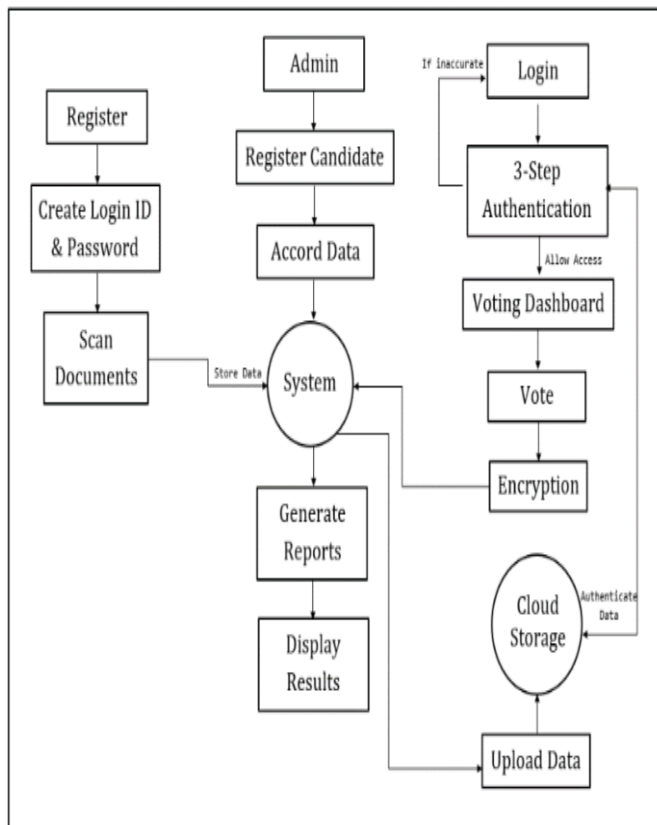 Admin
If inaccurate
Login
Register
Register Candidate
3-Step
Authentication
Create Login ID
& Password
Accord Data
Allow Access
Voting Dashboard
Scan
Documents
Store Data
System
Vote
Encryption
Generate
Reports
Cloud
Storage
Authenticate
Data
Display
Results
Upload Data